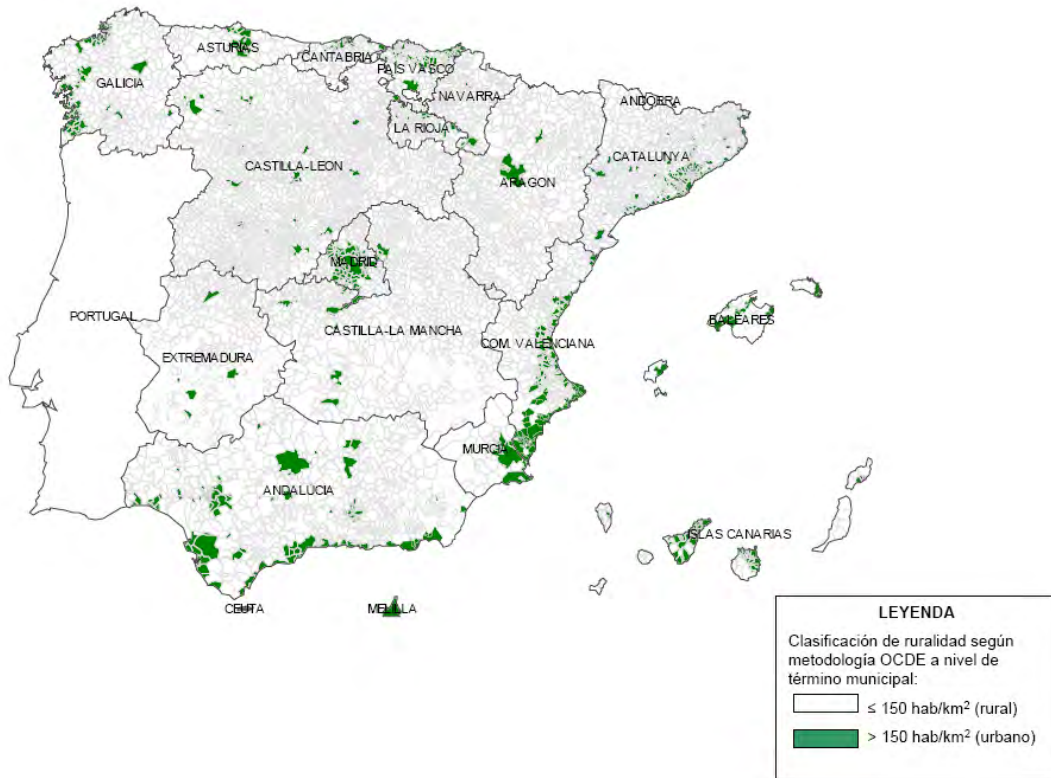 ASTURIAS
CANTABRIA
PAÍS VASCO
GALICIA
NAVARRA
ANDORRA
LA RIOJA
CATALUNYA
CASTILLA-LEON
ARAGON
MADRID
PORTUGAL
BALEARES
CASTILLA-LA MANCHA
COM. VALENCIANA
EXTREMADURA
MURCIA
ANDALUCIA
ISLAS CANARIAS
CEUTA
MELILLA
LEYENDA
Clasificación de ruralidad según
metodología OCDE a nivel de
término municipal:
≤ 150 hab/km² (rural)
> 150 hab/km² (urbano)